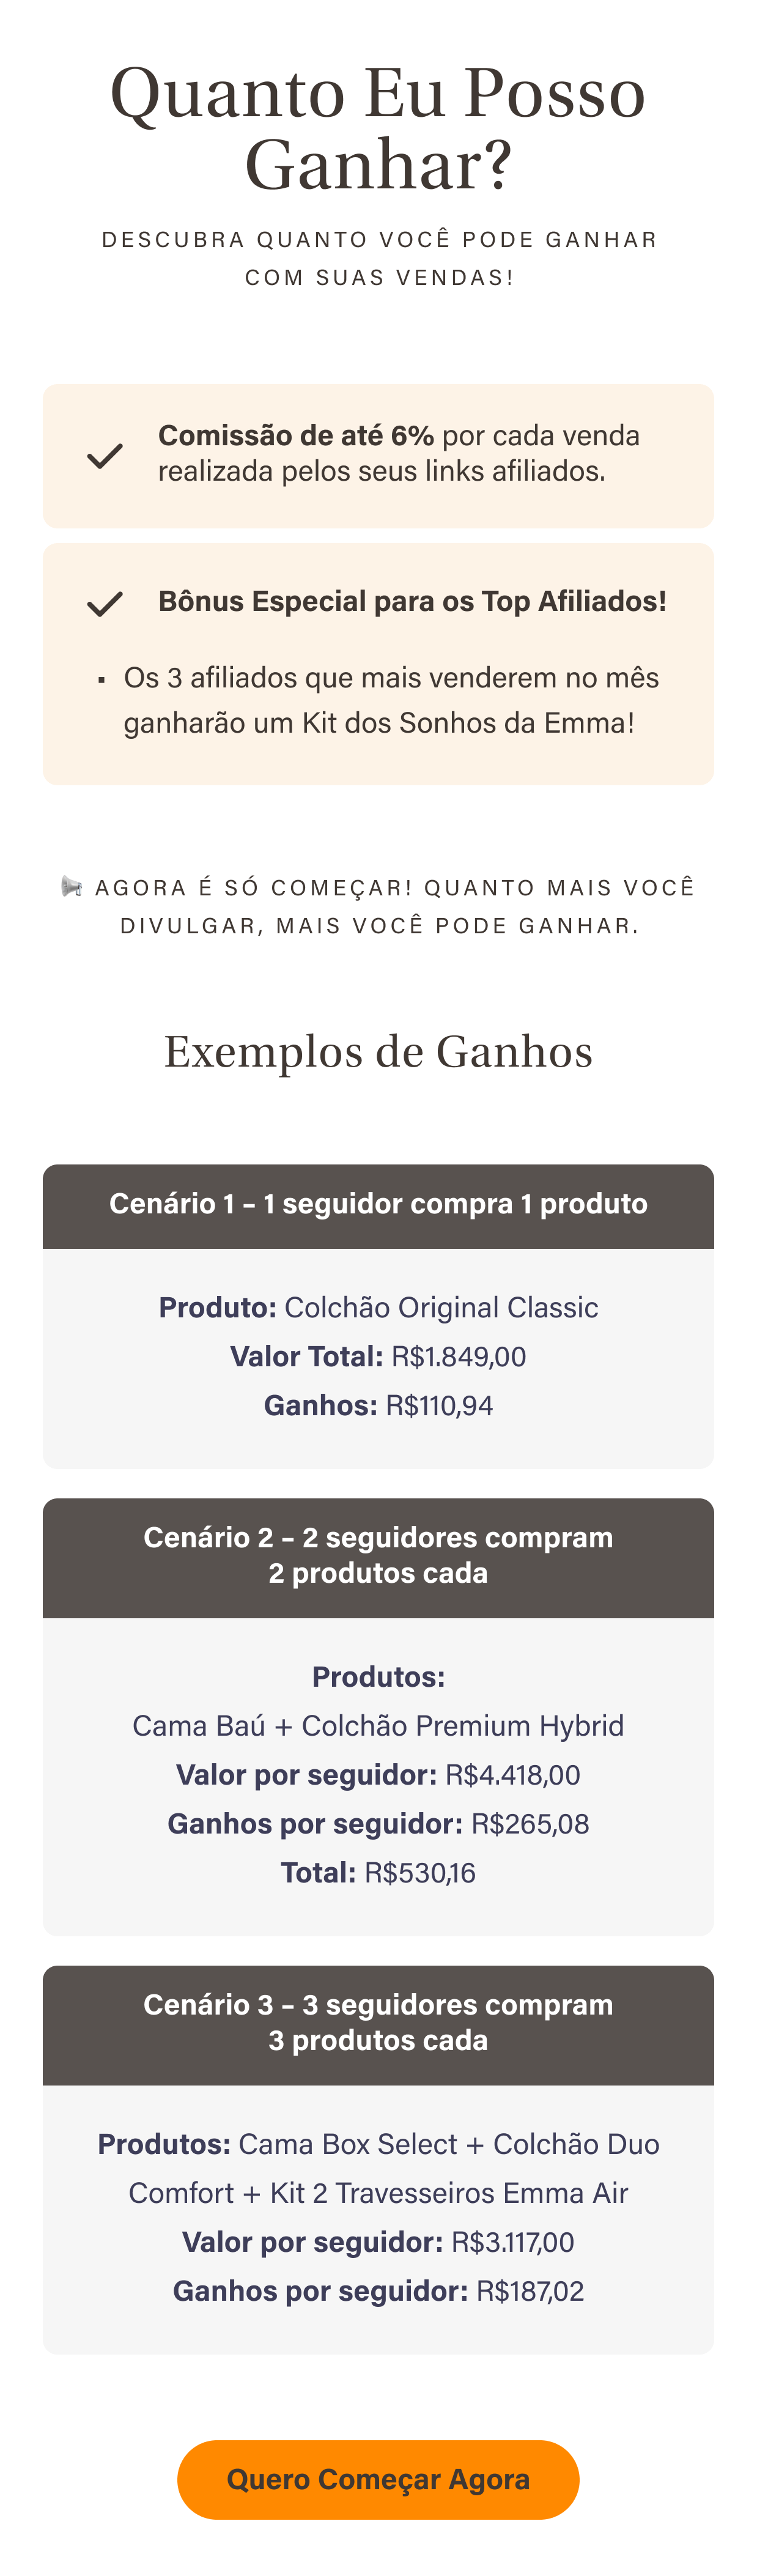 Quanto Eu Posso
Ganhar?
DESCUBRA QUANTO VOCÊ PODE GANHAR
COM SUAS VENDAS!
Comissão de até 6% por cada venda
realizada pelos seus links afiliados.
Bônus Especial para os Top Afiliados!
▪ Os 3 afiliados que mais venderem no mês
ganharão um Kit dos Sonhos da Emma!
📢 AGORA É SÓ COMEÇAR! QUANTO MAIS VOCÊ
DIVULGAR, MAIS VOCÊ PODE GANHAR.
Exemplos de Ganhos
Cenário 1 – 1 seguidor compra 1 produto
Produto: Colchão Original Classic
Valor Total: R$1.849,00
Ganhos: R$110,94
Cenário 2 – 2 seguidores compram
2 produtos cada
Produtos:
Cama Baú + Colchão Premium Hybrid
Valor por seguidor: R$4.418,00
Ganhos por seguidor: R$265,08
Total: R$530,16
Cenário 3 – 3 seguidores compram
3 produtos cada
Produtos: Cama Box Select + Colchão Duo
Comfort + Kit 2 Travesseiros Emma Air
Valor por seguidor: R$3.117,00
Ganhos por seguidor: R$187,02
Quero Começar Agora